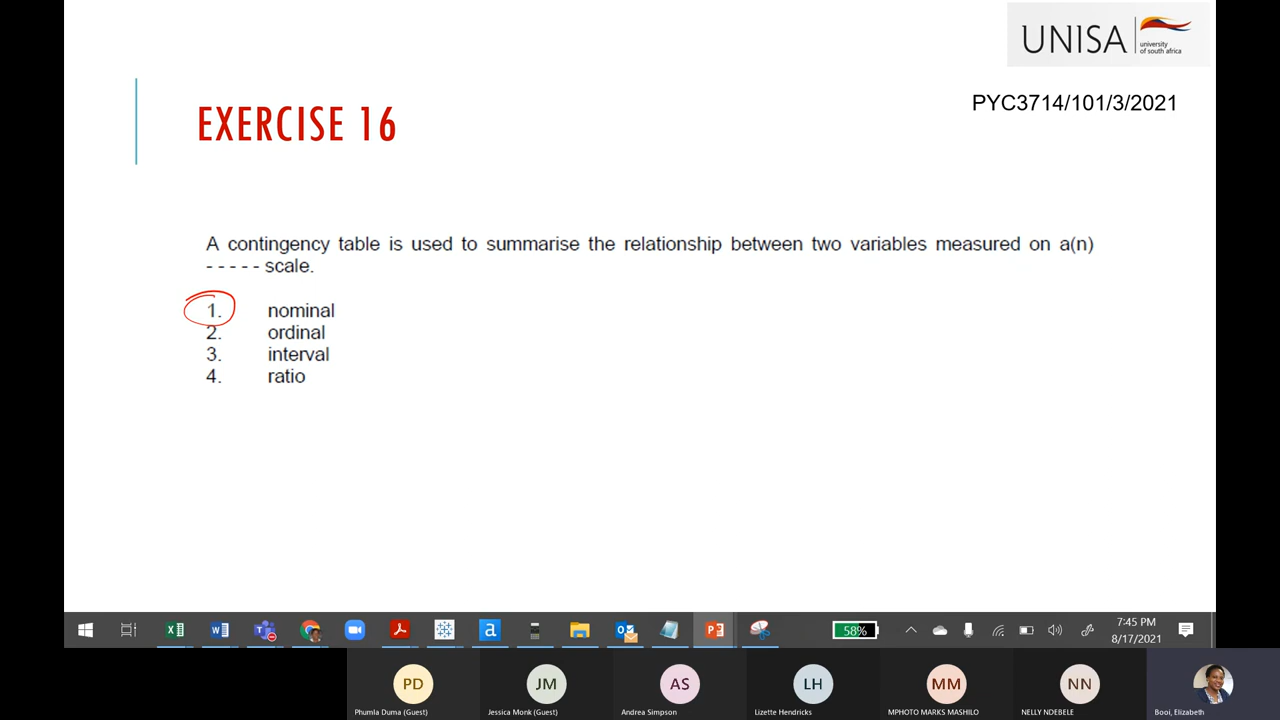 UNISA
university
of south africa
PYC3714/101/3/2021
EXERCISE 16
A contingency table is used to summarise the relationship between two variables measured on a(n)
- - - - - scale.
1. nominal
2. ordinal
3. interval
4. ratio
58%
7:45 PM
8/17/2021
PD
JM
AS
LH
MM
NN
Phumla Duma (Guest)
Jessica Monk (Guest)
Andrea Simpson
Lizette Hendricks
MPHOTO MARKS MASHILO
NELLY NDEBELE
Booi, Elizabeth